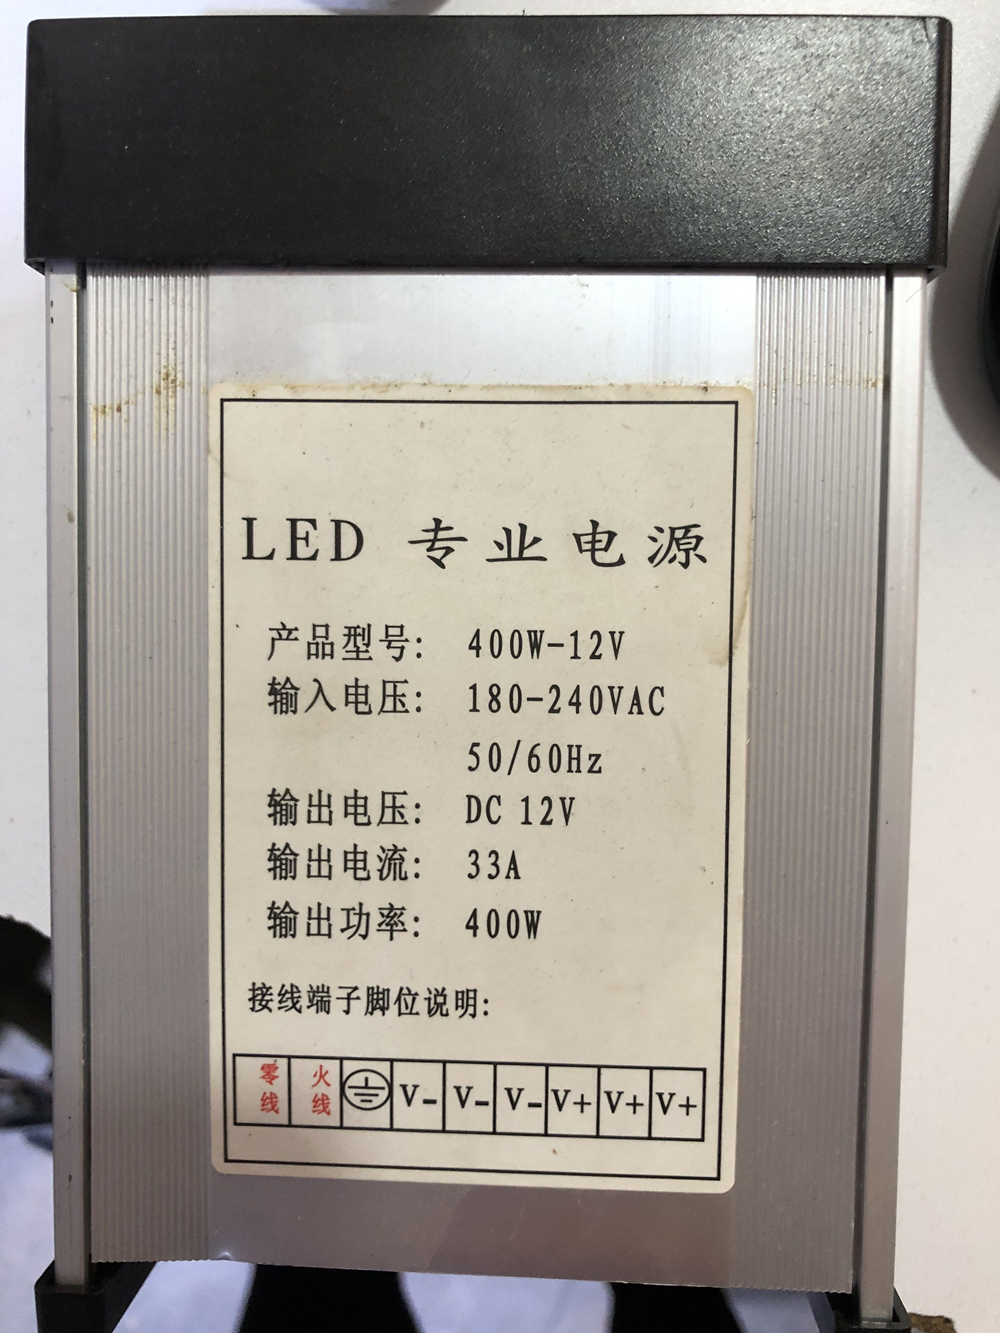 LED 专业电源
产品型号: 400W-12V
输入电压: 180-240VAC
50/60Hz
输出电压: DC 12V
输出电流: 33A
输出功率: 400W
接线端子脚位说明:
零线 火线 V- V- V- V+ V+ V+